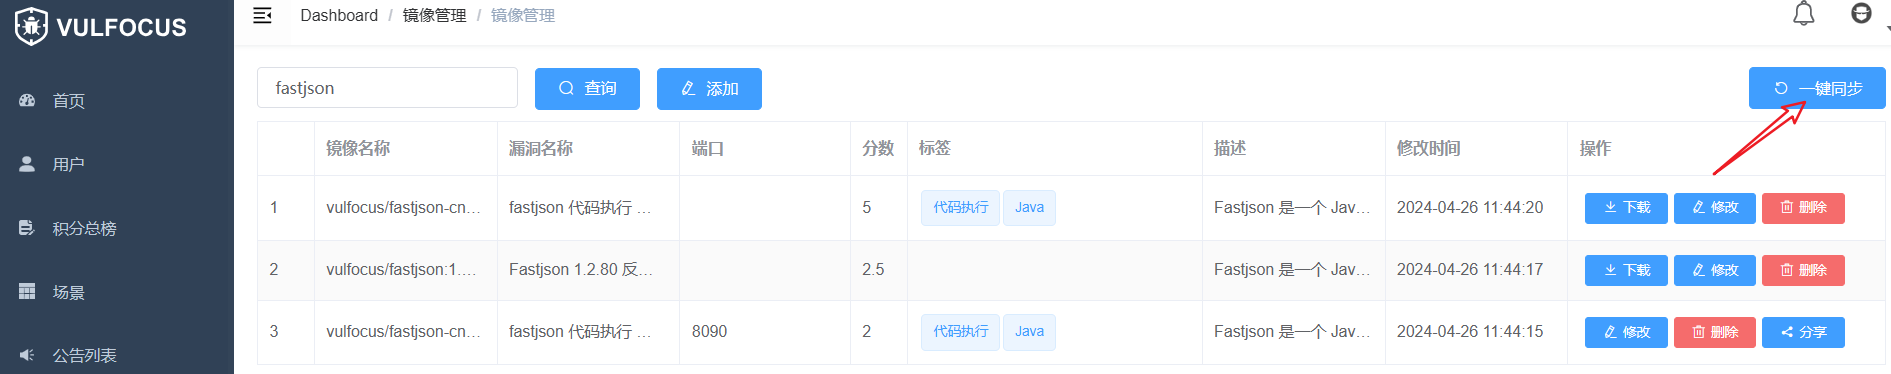 VULFOCUS
Dashboard / 镜像管理 / 镜像管理
首页
用户
积分总榜
场景
公告列表
fastjson 查询 添加 一键同步
镜像名称 漏洞名称 端口 分数 标签 描述 修改时间 操作
1 vulfocus/fastjson-cn... fastjson 代码执行 ... 5 代码执行 Java Fastjson 是一个 Jav... 2024-04-26 11:44:20 下载 修改 删除
2 vulfocus/fastjson:1.... Fastjson 1.2.80 反... 2.5 Fastjson 是一个 Jav... 2024-04-26 11:44:17 下载 修改 删除
3 vulfocus/fastjson-cn... fastjson 代码执行 ... 8090 2 代码执行 Java Fastjson 是一个 Jav... 2024-04-26 11:44:15 修改 删除 分享